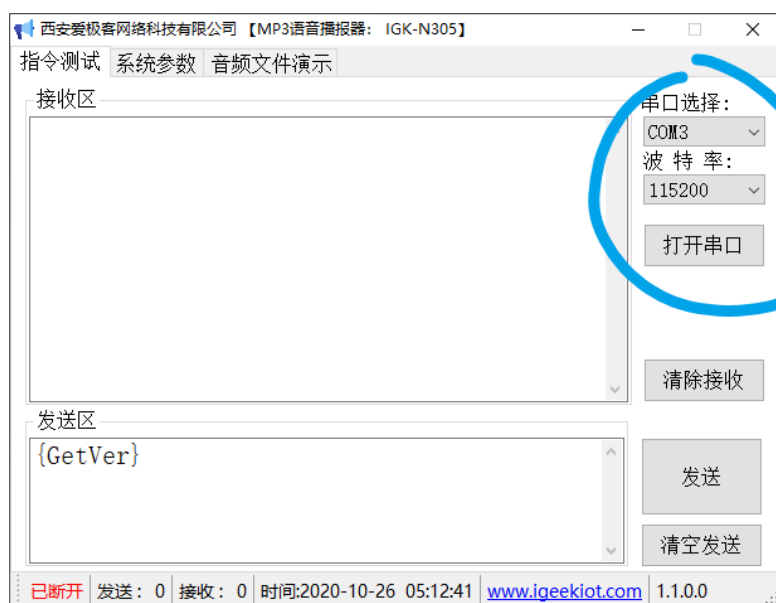 西安爱极客网络科技有限公司 【MP3语音播报器: IGK-N305】
指令测试 系统参数 音频文件演示
接收区
串口选择:
COM3
波 特 率:
115200
打开串口
清除接收
发送区
{GetVer}
发送
清空发送
已断开 发送: 0 接收: 0 时间:2020-10-26 05:12:41 www.igeekiot.com 1.1.0.0